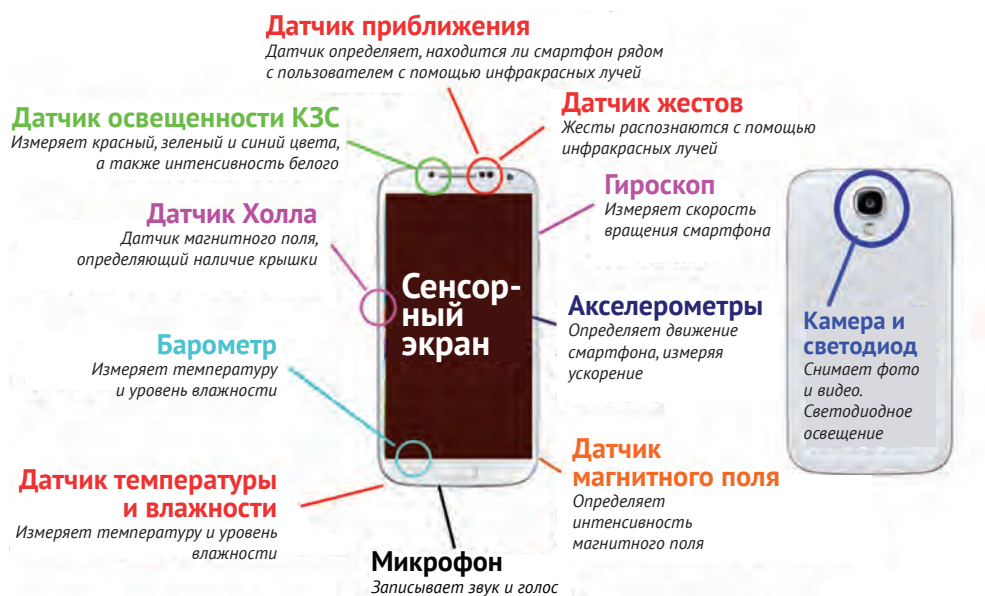 Датчик приближения
Датчик определяет, находится ли смартфон рядом
с пользователем с помощью инфракрасных лучей
Датчик освещенности КЗС
Измеряет красный, зеленый и синий цвета,
а также интенсивность белого
Датчик жестов
Жесты распознаются с помощью
инфракрасных лучей
Датчик Холла
Датчик магнитного поля,
определяющий наличие крышки
Гироскоп
Измеряет скорость
вращения смартфона
Сенсор-
ный
экран
Барометр
Измеряет температуру
и уровень влажности
Акселерометры
Определяет движение
смартфона, измеряя
ускорение
Камера и
светодиод
Снимает фото
и видео.
Светодиодное
освещение
Датчик температуры
и влажности
Измеряет температуру и уровень
влажности
Датчик
магнитного поля
Определяет
интенсивность
магнитного поля
Микрофон
Записывает звук и голос